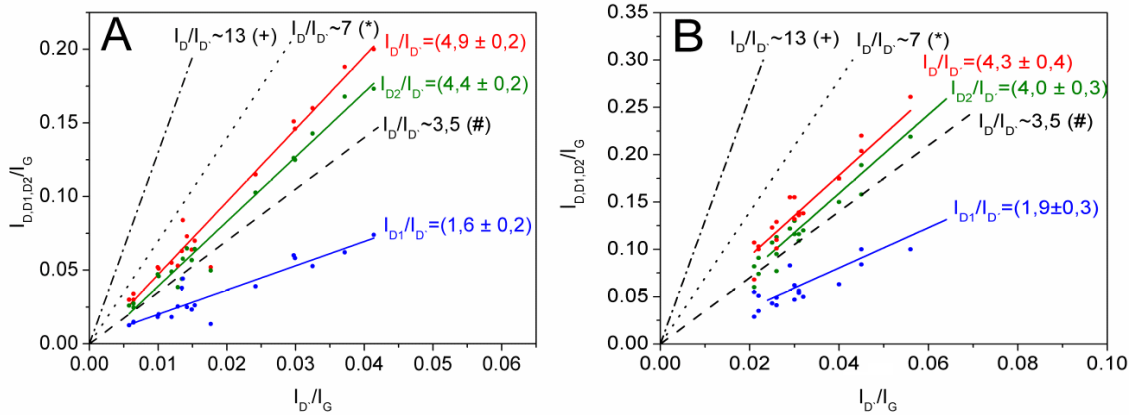 A
I_D/I_D'~13 (+)
I_D/I_D'~7 (*)
I_D/I_D'=(4,9 ± 0,2)
I_D2/I_D'=(4,4 ± 0,2)
I_D/I_D'~3,5 (#)
I_D1/I_D'=(1,6 ± 0,2)
I_D,D1,D2/I_G
0.20
0.15
0.10
0.05
0.00
0.00 0.01 0.02 0.03 0.04 0.05 0.06
I_D'/I_G
B
I_D/I_D'~13 (+)
I_D/I_D'~7 (*)
I_D/I_D'=(4,3 ± 0,4)
I_D2/I_D'=(4,0 ± 0,3)
I_D/I_D'~3,5 (#)
I_D1/I_D'=(1,9±0,3)
I_D,D1,D2/I_G
0.35
0.30
0.25
0.20
0.15
0.10
0.05
0.00
0.00 0.02 0.04 0.06 0.08 0.10
I_D'/I_G